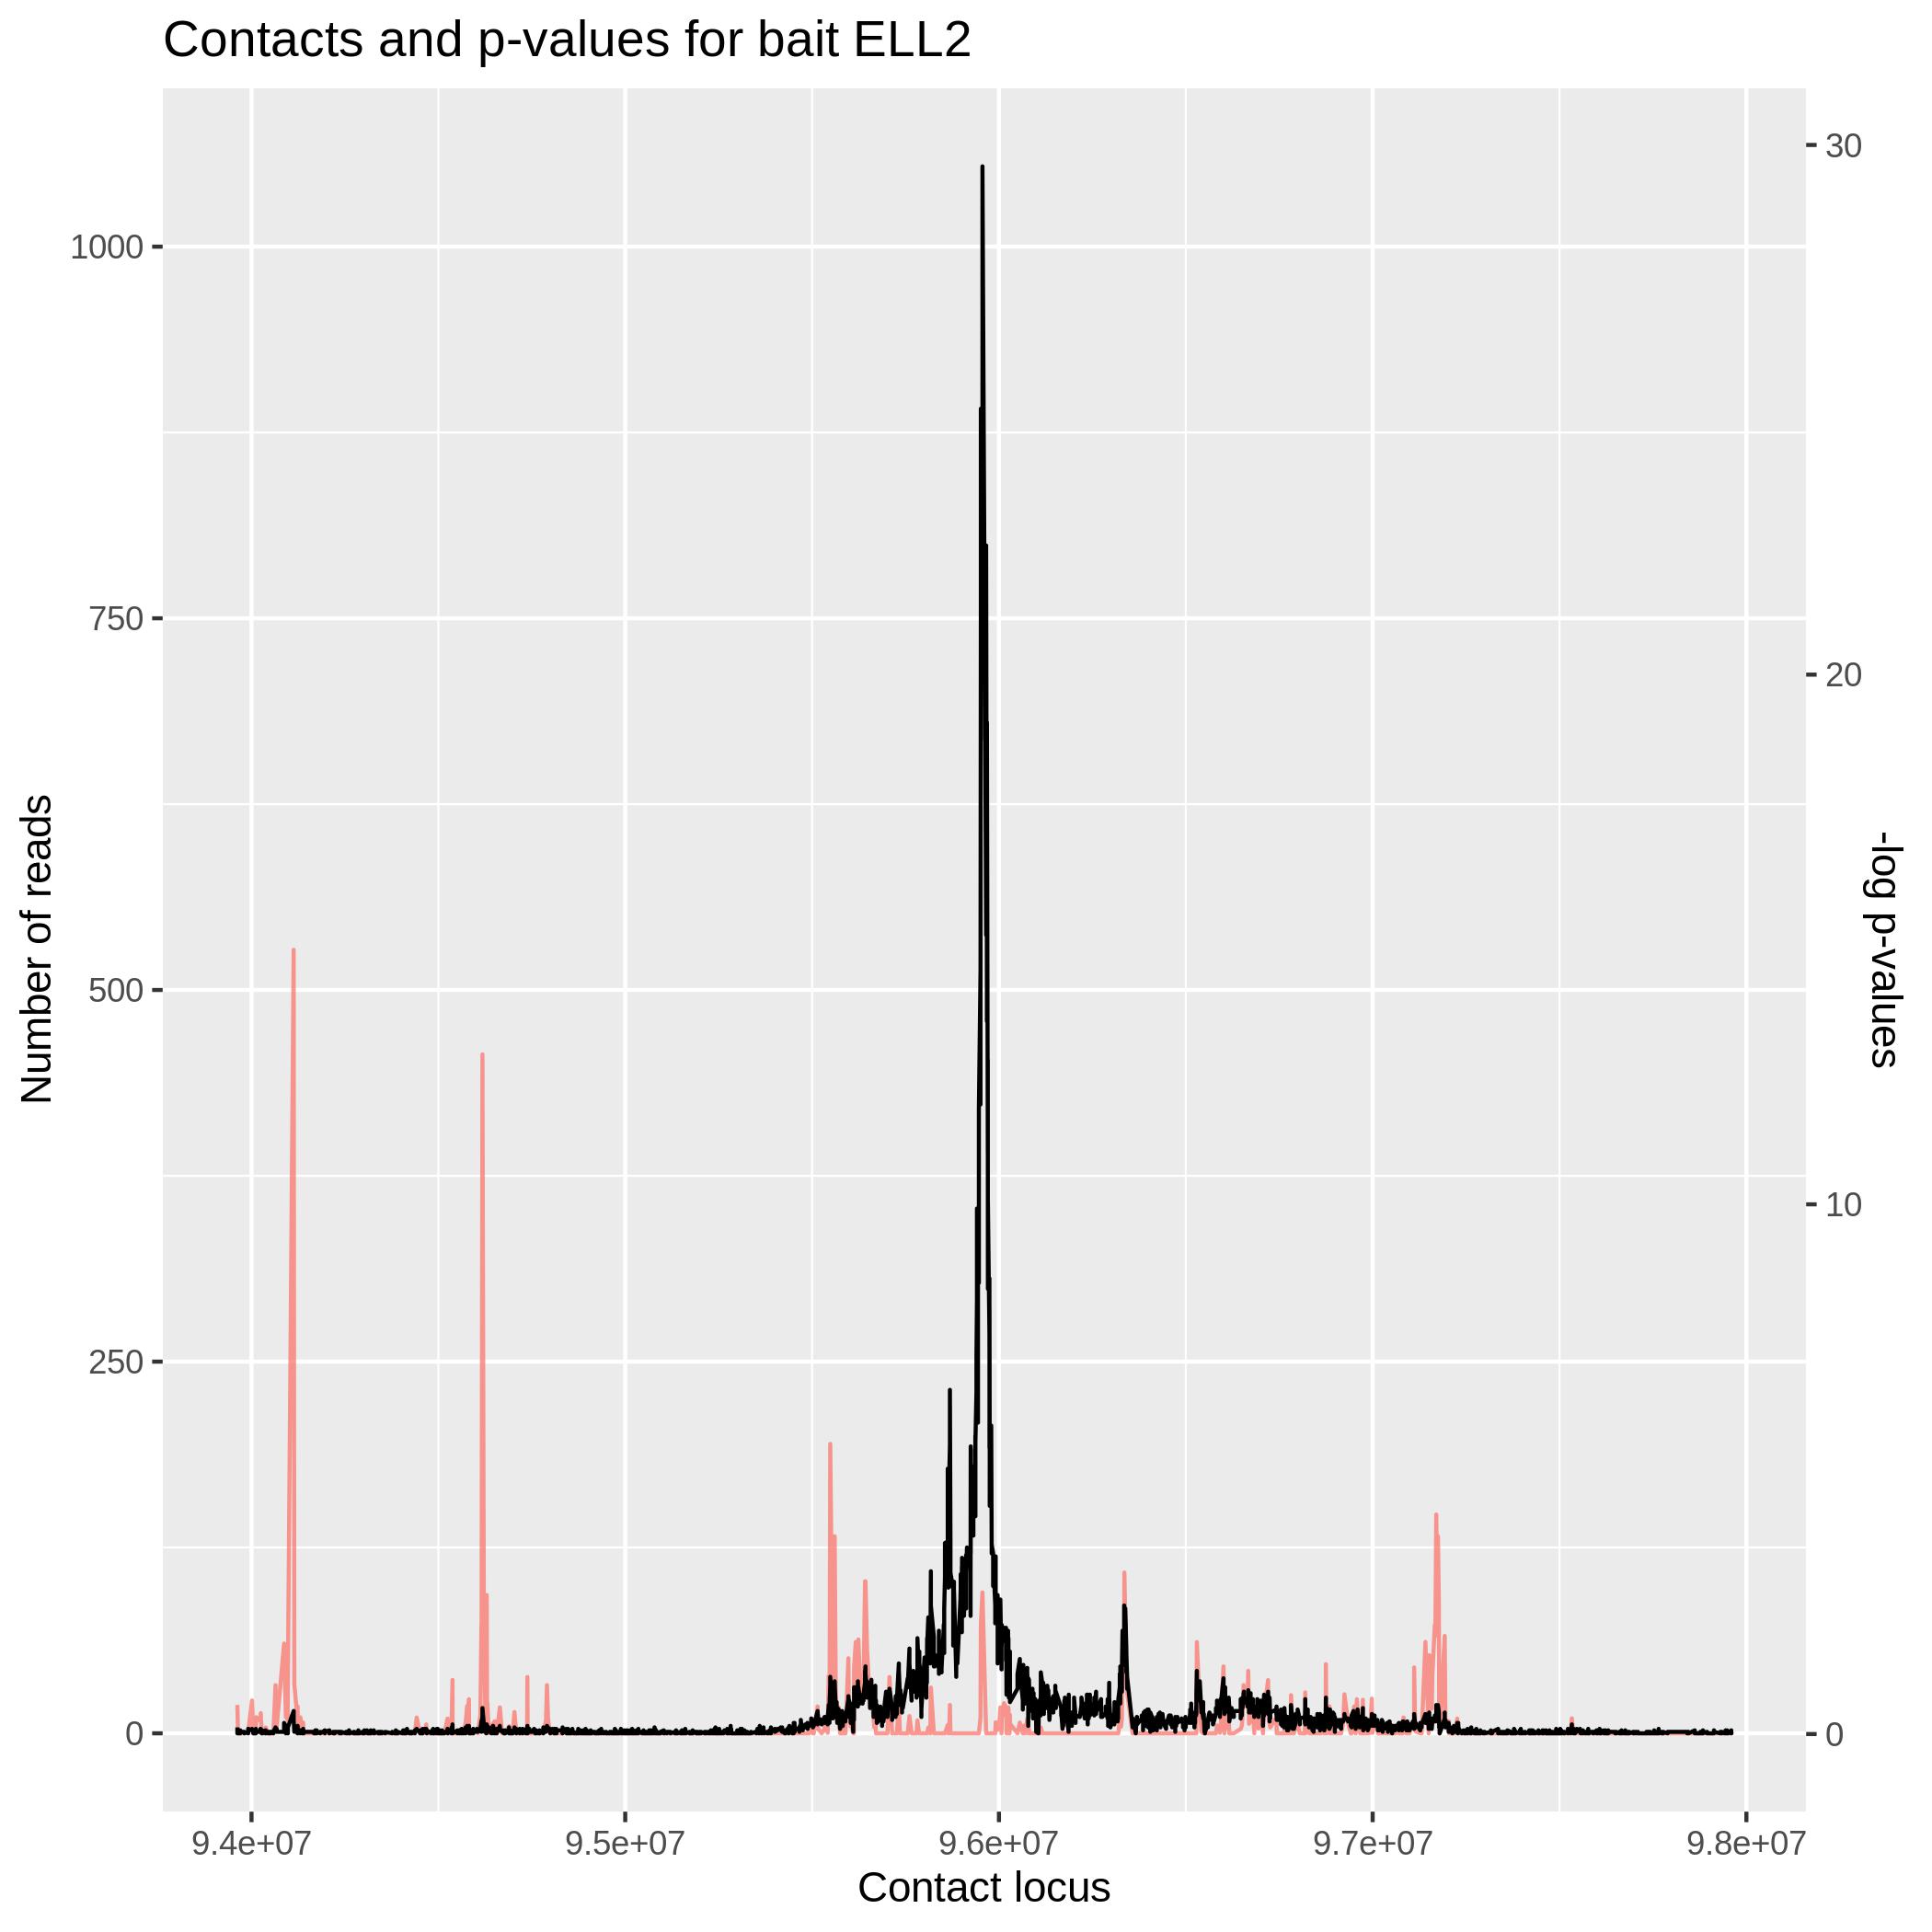 Contacts and p-values for bait ELL2
30
1000
750
20
Number of reads
-log p-values
500
10
250
0
0
9.4e+07
9.5e+07
9.6e+07
9.7e+07
9.8e+07
Contact locus